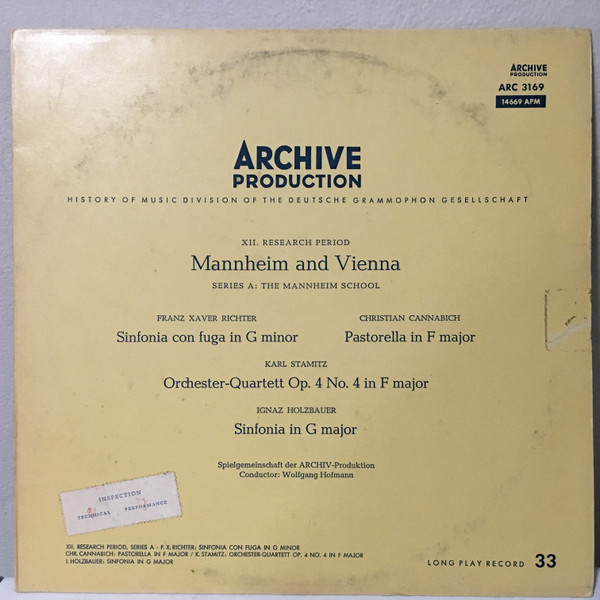 ARCHIVE
PRODUCTION
ARC 3169
14669 APM
ARCHIVE
PRODUCTION
HISTORY OF MUSIC DIVISION OF THE DEUTSCHE GRAMMOPHON GESELLSCHAFT
XII. RESEARCH PERIOD
Mannheim and Vienna
SERIES A: THE MANNHEIM SCHOOL
FRANZ XAVER RICHTER
Sinfonia con fuga in G minor
CHRISTIAN CANNABICH
Pastorella in F major
KARL STAMITZ
Orchester-Quartett Op. 4 No. 4 in F major
IGNAZ HOLZBAUER
Sinfonia in G major
Spielgemeinschaft der ARCHIV-Produktion
Conductor: Wolfgang Hofmann
INSPECTION
TECHNICAL PERFORMANCE
XII. RESEARCH PERIOD, SERIES A · F. X. RICHTER: SINFONIA CON FUGA IN G MINOR
CHR. CANNABICH: PASTORELLA IN F MAJOR / K. STAMITZ: ORCHESTER-QUARTETT OP. 4 NO. 4 IN F MAJOR
I. HOLZBAUER: SINFONIA IN G MAJOR
LONG PLAY RECORD 33